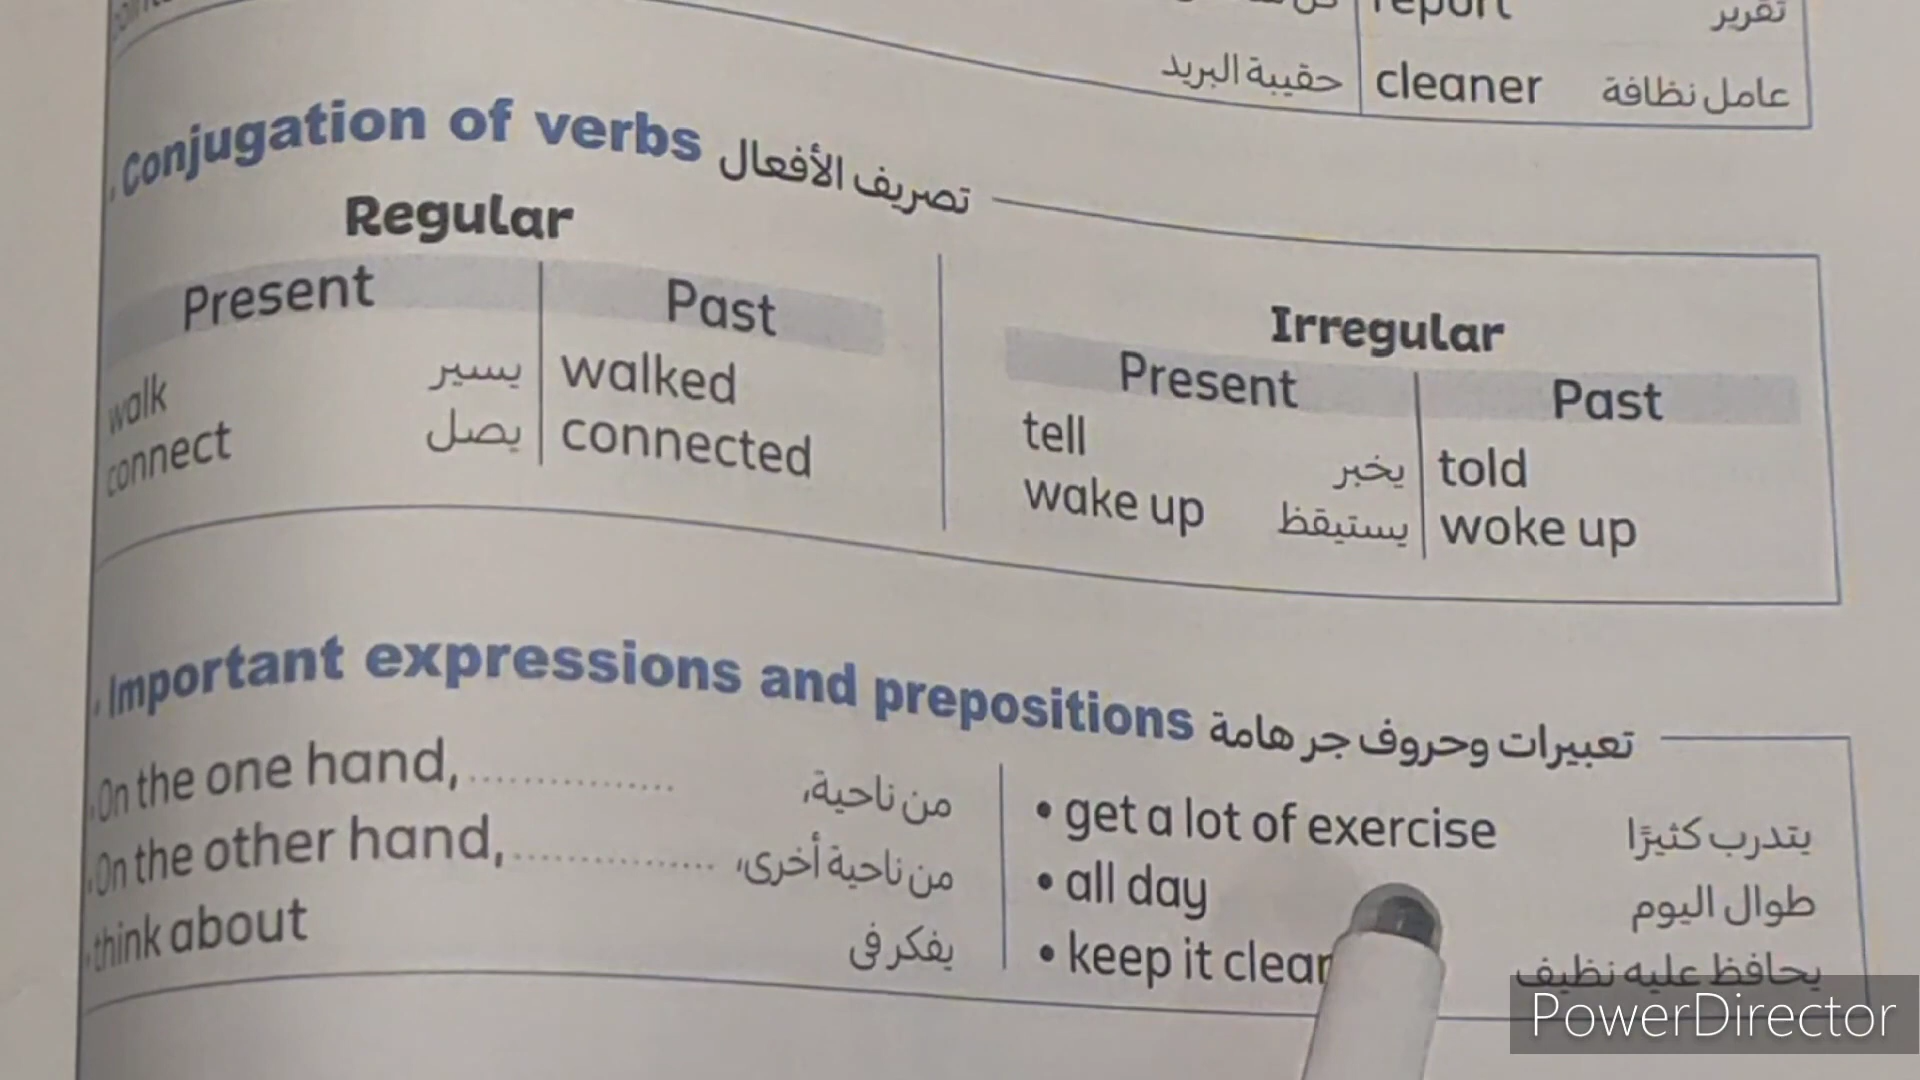 report تقرير
حقيبة البريد cleaner عامل نظافة
Conjugation of verbs تصريف الأفعال
Regular
Present Past
walk يسير walked
connect يصل connected
Irregular
Present Past
tell يخبر told
wake up يستيقظ woke up
Important expressions and prepositions تعبيرات وحروف جر هامة
On the one hand, ............... من ناحية،
On the other hand, ............... من ناحية أخرى،
think about يفكر فى
• get a lot of exercise يتدرب كثيرًا
• all day طوال اليوم
• keep it clean يحافظ عليه نظيف
PowerDirector